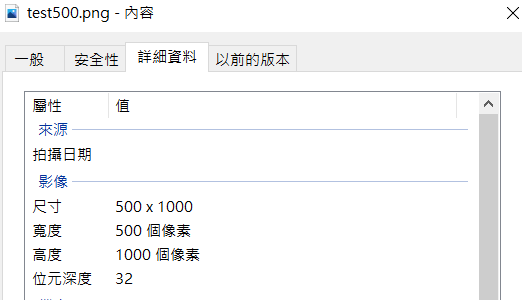 test500.png - 內容
一般 安全性 詳細資料 以前的版本
屬性 值
來源
拍攝日期
影像
尺寸 500 x 1000
寬度 500 個像素
高度 1000 個像素
位元深度 32